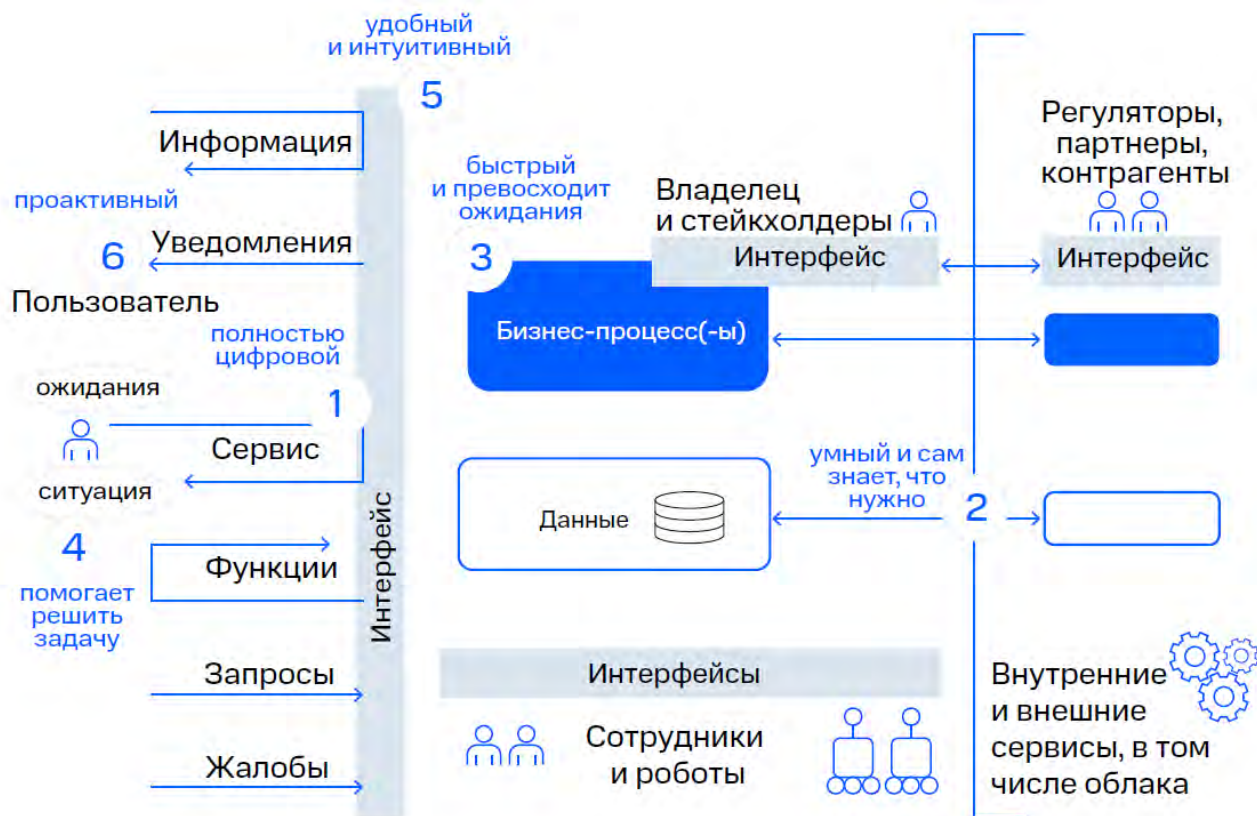 удобный
и интуитивный
5
Информация
Регуляторы,
партнеры,
контрагенты
быстрый
и превосходит
ожидания
Владелец
и стейкхолдеры
проактивный
6
Уведомления
3
Интерфейс
Интерфейс
Пользователь
Бизнес-процесс(-ы)
полностью
цифровой
ожидания
1
Сервис
ситуация
умный и сам
знает, что
нужно
2
Данные
4
Функции
помогает
решить
задачу
Интерфейс
Запросы
Интерфейсы
Внутренние
и внешние
сервисы, в том
числе облака
Сотрудники
и роботы
Жалобы